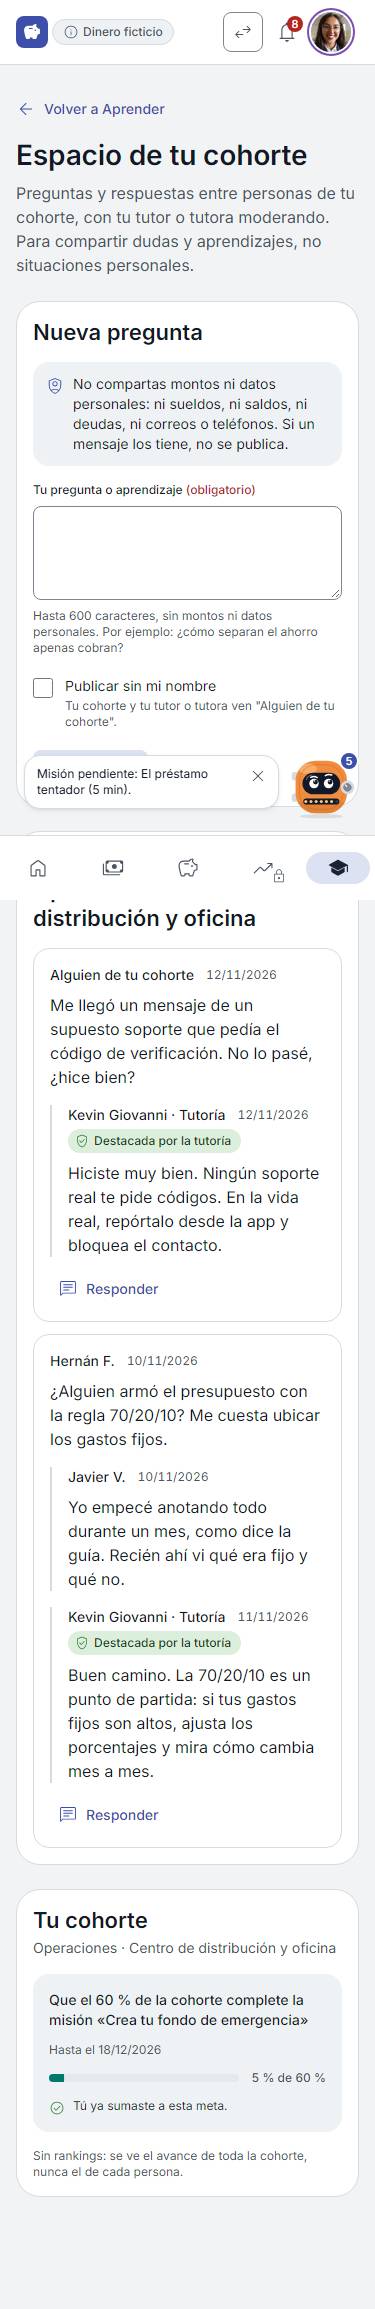 Dinero ficticio
8
Volver a Aprender
Espacio de tu cohorte
Preguntas y respuestas entre personas de tu
cohorte, con tu tutor o tutora moderando.
Para compartir dudas y aprendizajes, no
situaciones personales.
Nueva pregunta
No compartas montos ni datos
personales: ni sueldos, ni saldos, ni
deudas, ni correos o teléfonos. Si un
mensaje los tiene, no se publica.
Tu pregunta o aprendizaje (obligatorio)
Hasta 600 caracteres, sin montos ni datos
personales. Por ejemplo: ¿cómo separan el ahorro
apenas cobran?
Publicar sin mi nombre
Tu cohorte y tu tutor o tutora ven "Alguien de tu
cohorte".
Misión pendiente: El préstamo
tentador (5 min).
5
distribución y oficina
Alguien de tu cohorte 12/11/2026
Me llegó un mensaje de un
supuesto soporte que pedía el
código de verificación. No lo pasé,
¿hice bien?
Kevin Giovanni · Tutoría 12/11/2026
Destacada por la tutoría
Hiciste muy bien. Ningún soporte
real te pide códigos. En la vida
real, repórtalo desde la app y
bloquea el contacto.
Responder
Hernán F. 10/11/2026
¿Alguien armó el presupuesto con
la regla 70/20/10? Me cuesta ubicar
los gastos fijos.
Javier V. 10/11/2026
Yo empecé anotando todo
durante un mes, como dice la
guía. Recién ahí vi qué era fijo y
qué no.
Kevin Giovanni · Tutoría 11/11/2026
Destacada por la tutoría
Buen camino. La 70/20/10 es un
punto de partida: si tus gastos
fijos son altos, ajusta los
porcentajes y mira cómo cambia
mes a mes.
Responder
Tu cohorte
Operaciones · Centro de distribución y oficina
Que el 60 % de la cohorte complete la
misión «Crea tu fondo de emergencia»
Hasta el 18/12/2026
5 % de 60 %
Tú ya sumaste a esta meta.
Sin rankings: se ve el avance de toda la cohorte,
nunca el de cada persona.